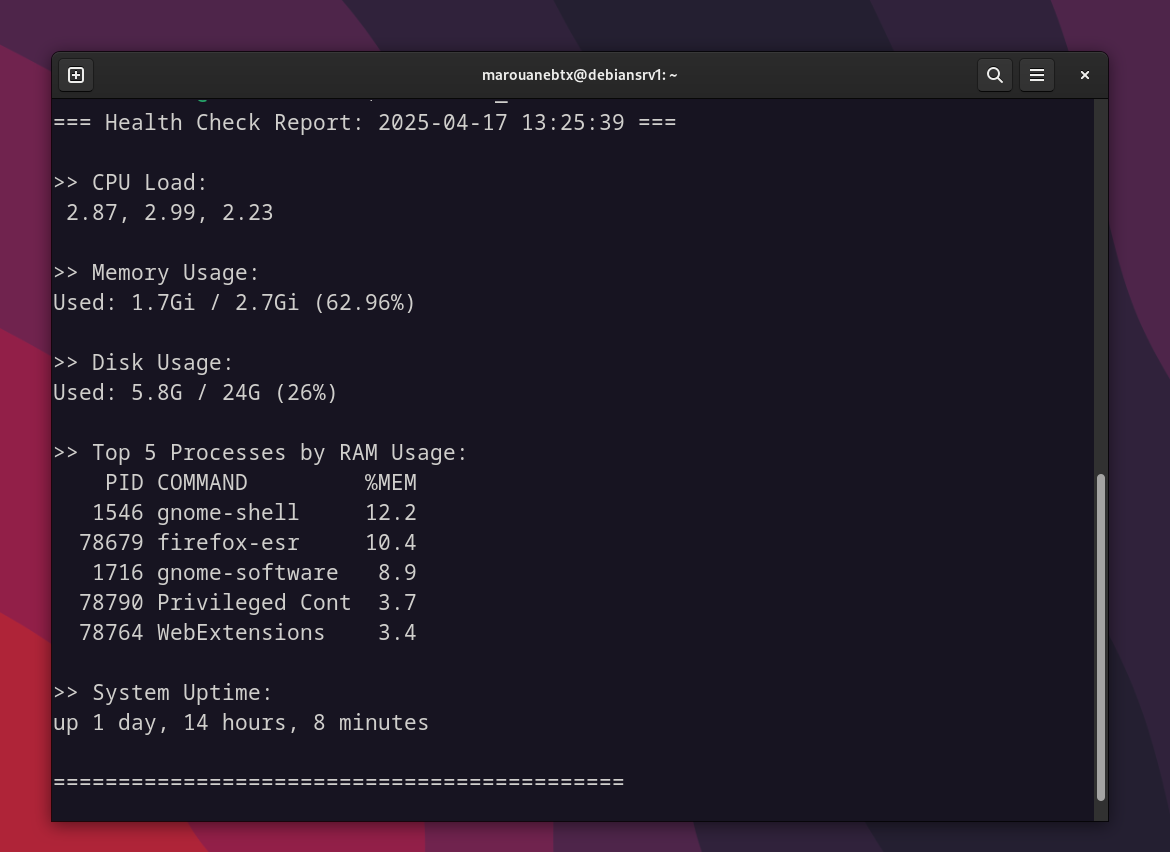 marouanebtx@debiansrv1: ~
=== Health Check Report: 2025-04-17 13:25:39 ===
>> CPU Load:
 2.87, 2.99, 2.23
>> Memory Usage:
Used: 1.7Gi / 2.7Gi (62.96%)
>> Disk Usage:
Used: 5.8G / 24G (26%)
>> Top 5 Processes by RAM Usage:
    PID COMMAND         %MEM
   1546 gnome-shell     12.2
  78679 firefox-esr     10.4
   1716 gnome-software   8.9
  78790 Privileged Cont  3.7
  78764 WebExtensions    3.4
>> System Uptime:
up 1 day, 14 hours, 8 minutes
============================================